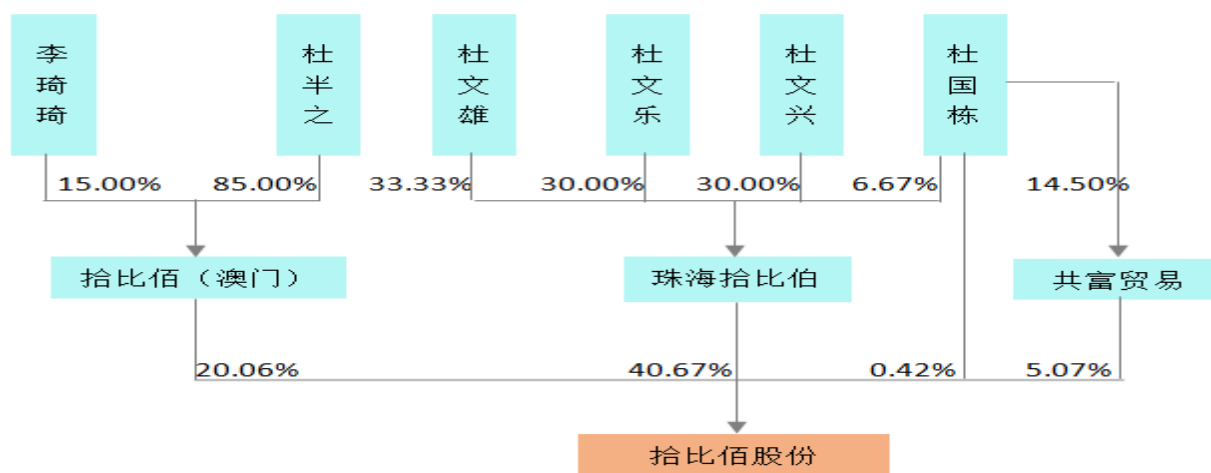 李琦琦
杜半之
杜文雄
杜文乐
杜文兴
杜国栋
15.00%
85.00%
33.33%
30.00%
30.00%
6.67%
14.50%
拾比佰（澳门）
珠海拾比伯
共富贸易
20.06%
40.67%
0.42%
5.07%
拾比佰股份